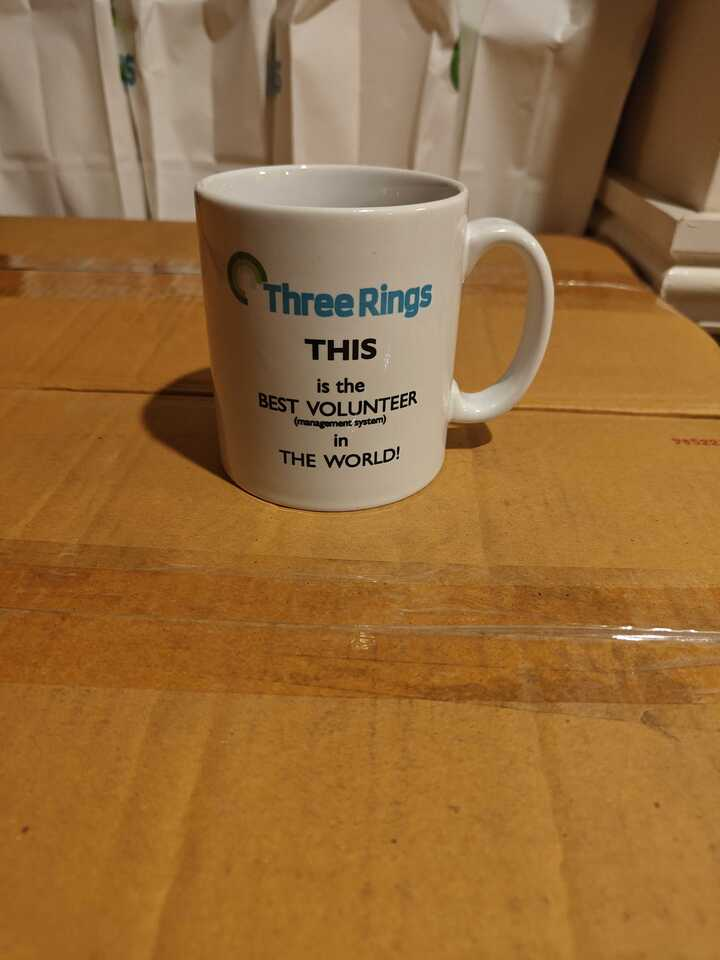 Three Rings
THIS
is the
BEST VOLUNTEER
(management system)
in
THE WORLD!